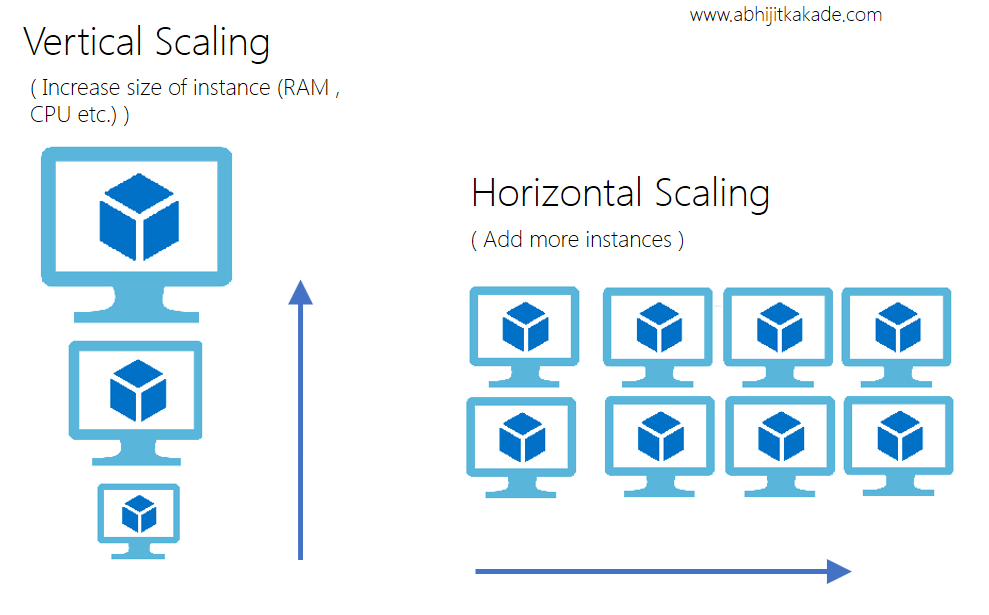 www.abhijitkakade.com
Vertical Scaling
( Increase size of instance (RAM ,
CPU etc.) )
Horizontal Scaling
( Add more instances )